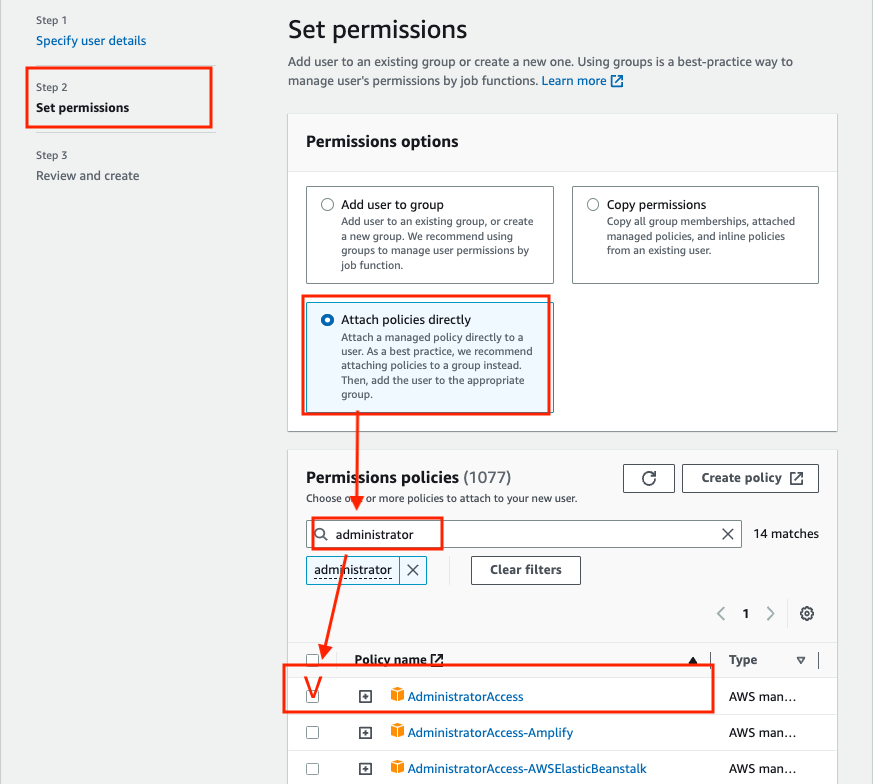 Step 1
Specify user details
Step 2
Set permissions
Step 3
Review and create
Set permissions
Add user to an existing group or create a new one. Using groups is a best-practice way to
manage user's permissions by job functions. Learn more
Permissions options
Add user to group
Add user to an existing group, or create
a new group. We recommend using
groups to manage user permissions by
job function.
Copy permissions
Copy all group memberships, attached
managed policies, and inline policies
from an existing user.
Attach policies directly
Attach a managed policy directly to a
user. As a best practice, we recommend
attaching policies to a group instead.
Then, add the user to the appropriate
group.
Permissions policies (1077)
Create policy
Choose one or more policies to attach to your new user.
administrator
14 matches
administrator
Clear filters
1
Policy name
Type
V
AdministratorAccess
AWS man...
AdministratorAccess-Amplify
AWS man...
AdministratorAccess-AWSElasticBeanstalk
AWS man...